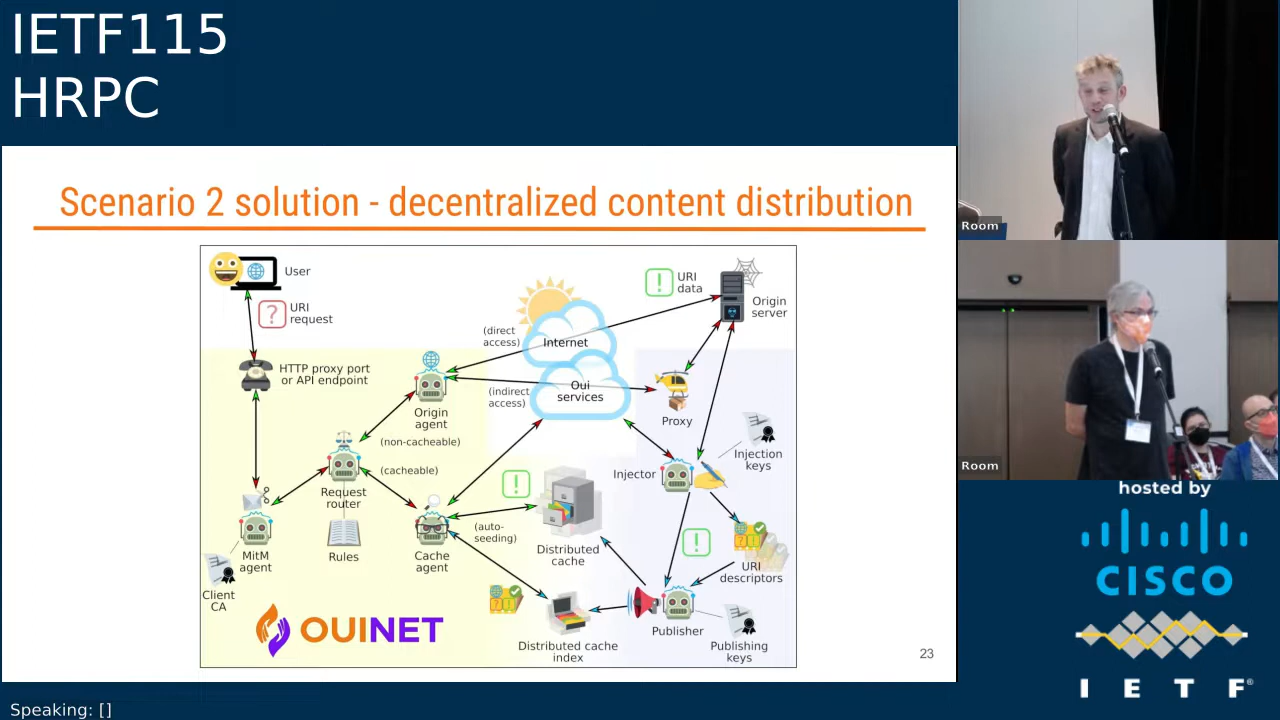 IETF115
HRPC
Scenario 2 solution - decentralized content distribution
User
URI
request
HTTP proxy port
or API endpoint
Origin
agent
(direct
access)
Internet
(indirect
access)
Oui
services
URI
data
Origin
server
Proxy
Injection
keys
Injector
(non-cacheable)
(cacheable)
Request
router
Rules
MitM
agent
Client
CA
Cache
agent
(auto-
seeding)
Distributed
cache
URI
descriptors
Distributed cache
index
Publisher
Publishing
keys
OUINET
23
Room
Room
hosted by
CISCO
I E T F®
Speaking: []